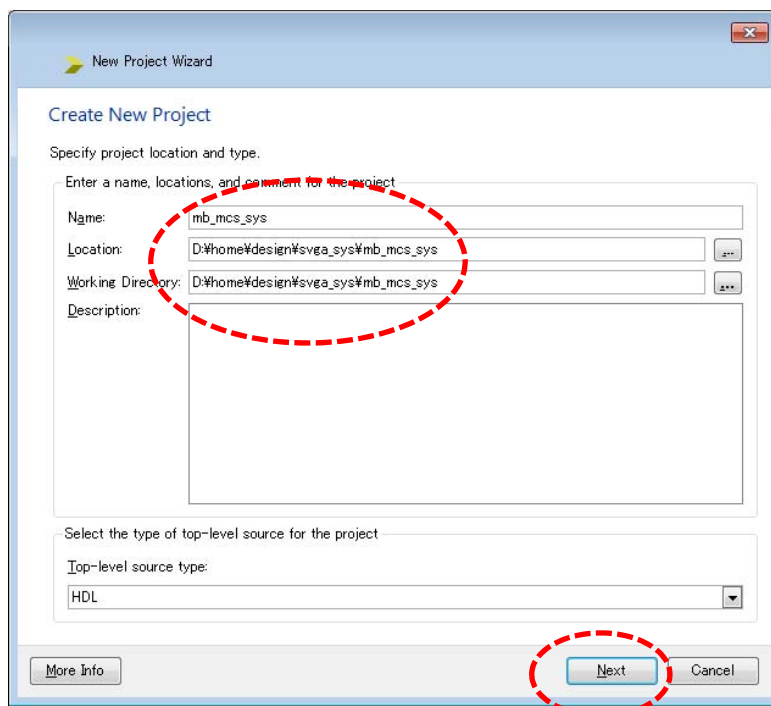 New Project Wizard
Create New Project
Specify project location and type.
Enter a name, locations, and comment for the project
Name: mb_mcs_sys
Location: D:¥home¥design¥svga_sys¥mb_mcs_sys ...
Working Directory: D:¥home¥design¥svga_sys¥mb_mcs_sys ...
Description:
Select the type of top-level source for the project
Top-level source type:
HDL
More Info Next Cancel